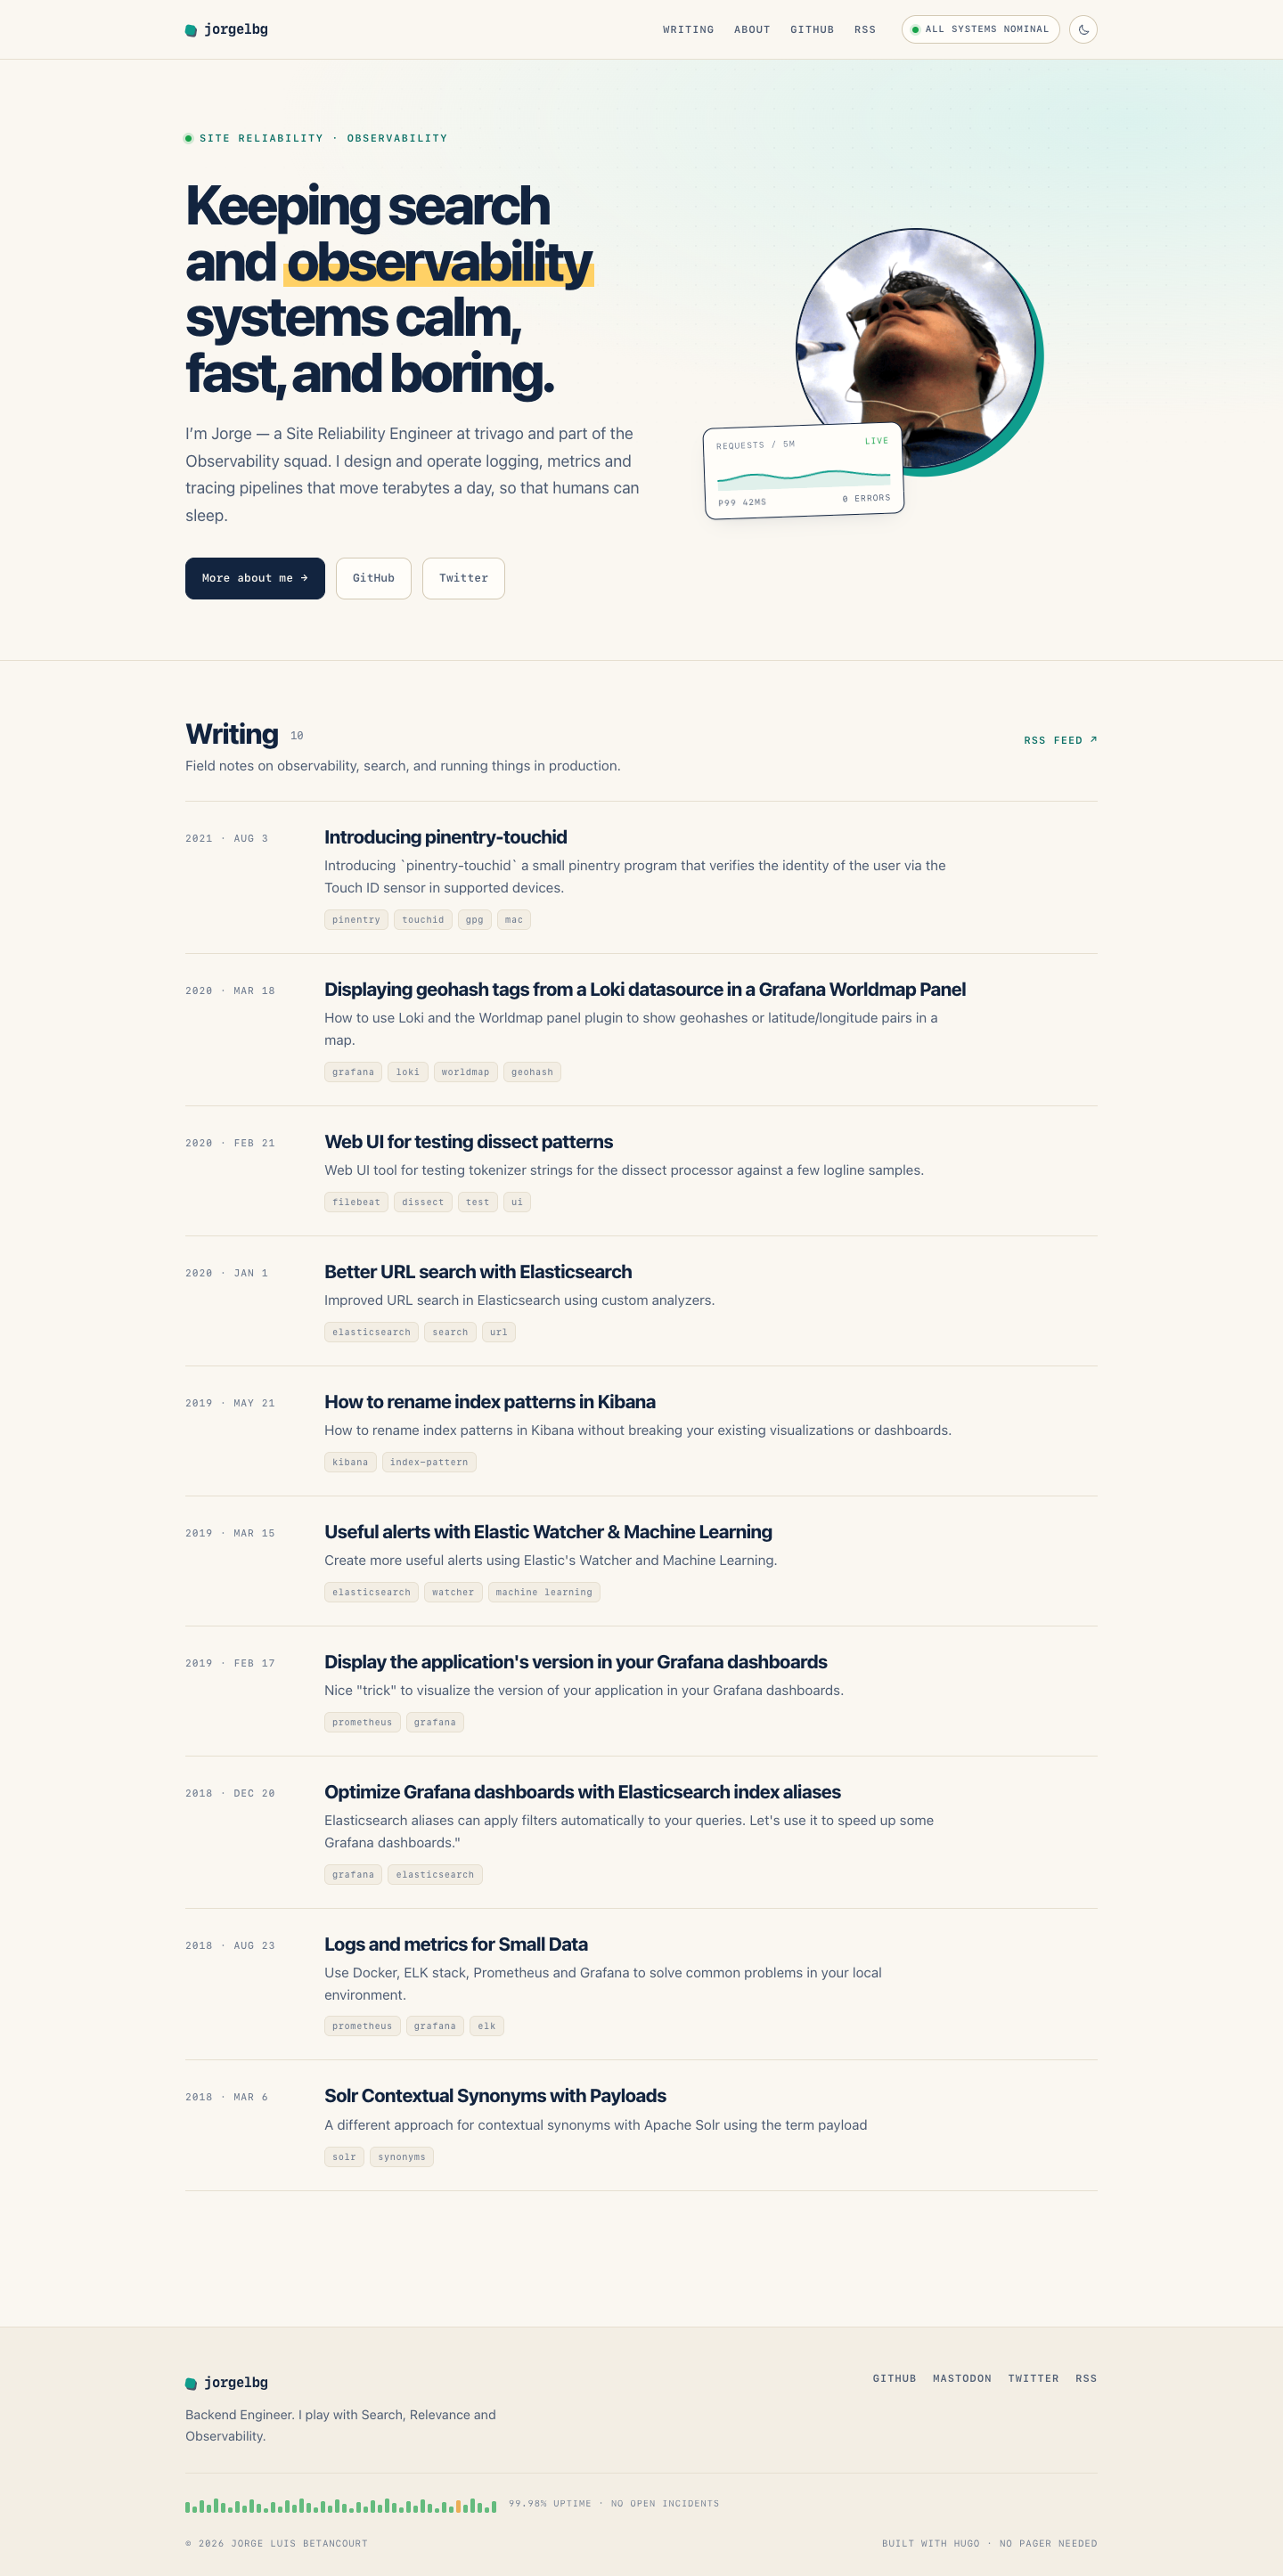 jorgelbg
WRITING ABOUT GITHUB RSS ALL SYSTEMS NOMINAL
SITE RELIABILITY · OBSERVABILITY
Keeping search
and observability
systems calm,
fast, and boring.
I’m Jorge — a Site Reliability Engineer at trivago and part of the
Observability squad. I design and operate logging, metrics and
tracing pipelines that move terabytes a day, so that humans can
sleep.
More about me →
GitHub
Twitter
REQUESTS / 5M LIVE
P99 42MS 0 ERRORS
Writing 10
RSS FEED ↗
Field notes on observability, search, and running things in production.
2021 · AUG 3
Introducing pinentry-touchid
Introducing `pinentry-touchid` a small pinentry program that verifies the identity of the user via the
Touch ID sensor in supported devices.
pinentry touchid gpg mac
2020 · MAR 18
Displaying geohash tags from a Loki datasource in a Grafana Worldmap Panel
How to use Loki and the Worldmap panel plugin to show geohashes or latitude/longitude pairs in a
map.
grafana loki worldmap geohash
2020 · FEB 21
Web UI for testing dissect patterns
Web UI tool for testing tokenizer strings for the dissect processor against a few logline samples.
filebeat dissect test ui
2020 · JAN 1
Better URL search with Elasticsearch
Improved URL search in Elasticsearch using custom analyzers.
elasticsearch search url
2019 · MAY 21
How to rename index patterns in Kibana
How to rename index patterns in Kibana without breaking your existing visualizations or dashboards.
kibana index-pattern
2019 · MAR 15
Useful alerts with Elastic Watcher & Machine Learning
Create more useful alerts using Elastic's Watcher and Machine Learning.
elasticsearch watcher machine learning
2019 · FEB 17
Display the application's version in your Grafana dashboards
Nice "trick" to visualize the version of your application in your Grafana dashboards.
prometheus grafana
2018 · DEC 20
Optimize Grafana dashboards with Elasticsearch index aliases
Elasticsearch aliases can apply filters automatically to your queries. Let's use it to speed up some
Grafana dashboards."
grafana elasticsearch
2018 · AUG 23
Logs and metrics for Small Data
Use Docker, ELK stack, Prometheus and Grafana to solve common problems in your local
environment.
prometheus grafana elk
2018 · MAR 6
Solr Contextual Synonyms with Payloads
A different approach for contextual synonyms with Apache Solr using the term payload
solr synonyms
jorgelbg
GITHUB MASTODON TWITTER RSS
Backend Engineer. I play with Search, Relevance and
Observability.
99.98% UPTIME · NO OPEN INCIDENTS
© 2026 JORGE LUIS BETANCOURT
BUILT WITH HUGO · NO PAGER NEEDED